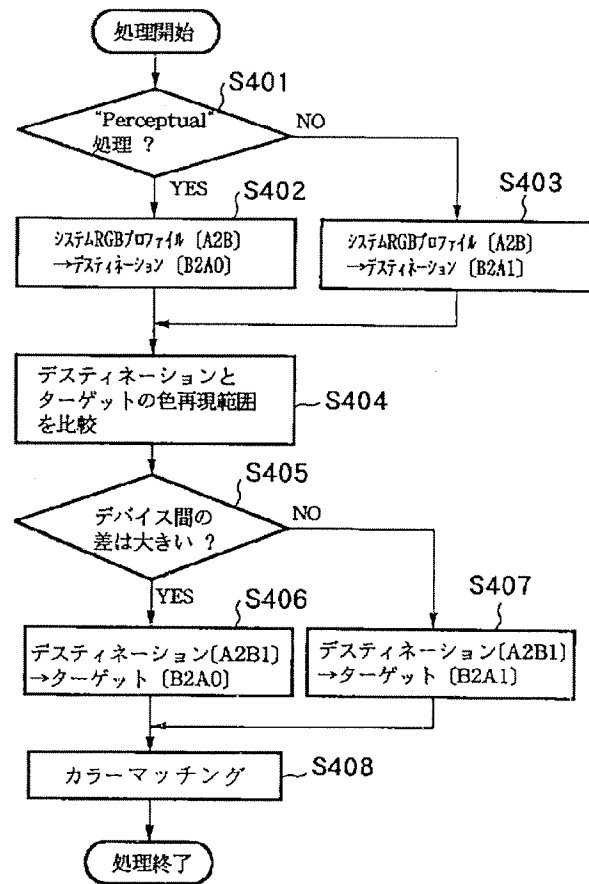 処理開始
S401
“Perceptual“
処理 ?
NO
YES
S402
S403
システムRGBプロファイル〔A2B〕
→デスティネーション〔B2A0〕
システムRGBプロファイル〔A2B〕
→デスティネーション〔B2A1〕
デスティネーションと
ターゲットの色再現範囲
を比較
S404
S405
デバイス間の
差は大きい ?
NO
YES
S406
S407
デスティネーション〔A2B1〕
→ターゲット〔B2A0〕
デスティネーション〔A2B1〕
→ターゲット〔B2A1〕
カラーマッチング
S408
処理終了